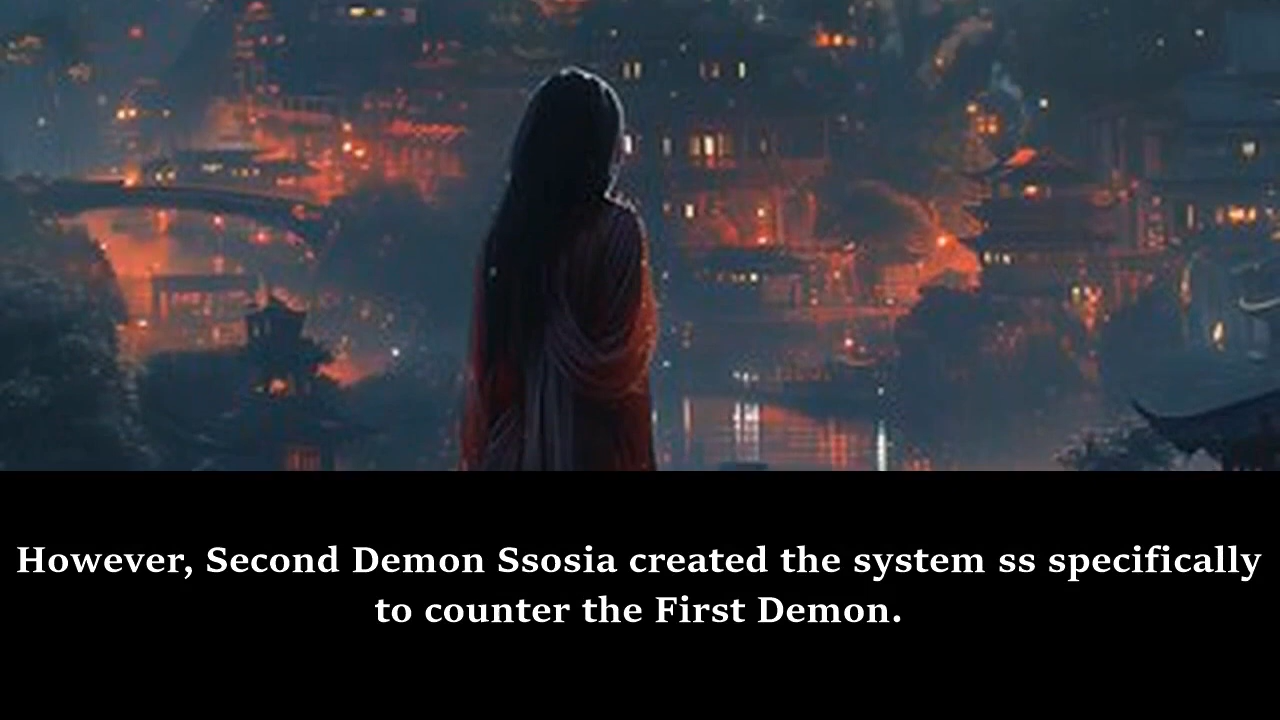 However, Second Demon Ssosia created the system ss specifically
to counter the First Demon.